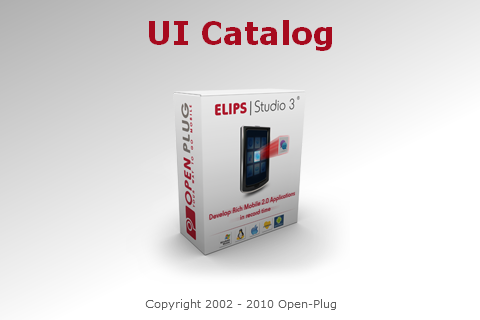 UI Catalog
ELIPS | Studio 3
OPEN PLUG
Develop Rich Mobile 2.0 Applications
in record time
Copyright 2002 - 2010 Open-Plug